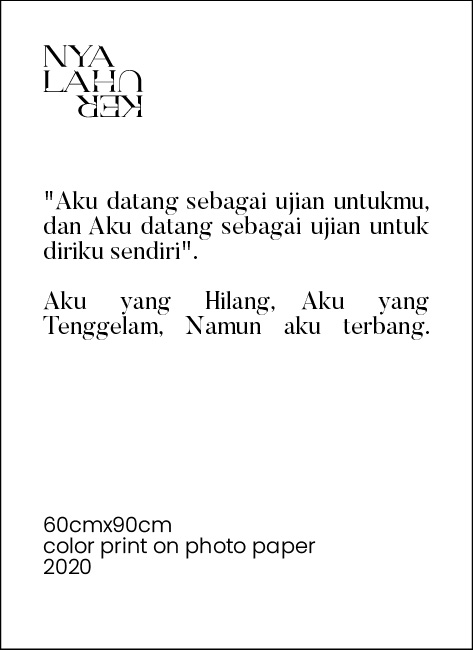 NYA
LAHU
KER
"Aku datang sebagai ujian untukmu,
dan Aku datang sebagai ujian untuk
diriku sendiri".
Aku yang Hilang, Aku yang
Tenggelam, Namun aku terbang.
60cmx90cm
color print on photo paper
2020